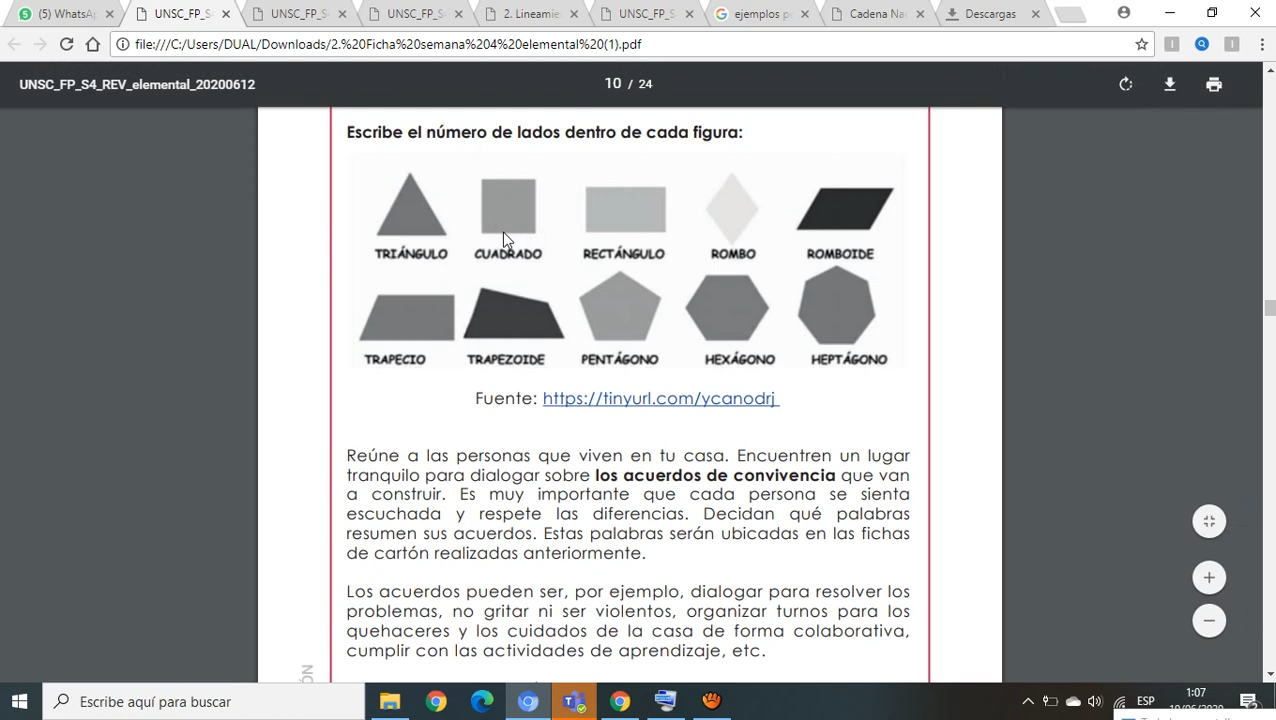 (5) WhatsA
UNSC_FP_S
UNSC_FP_S
UNSC_FP_S
2. Lineamie
UNSC_FP_S
ejemplos p
Cadena Na
Descargas
file:///C:/Users/DUAL/Downloads/2.%20Ficha%20semana%204%20elemental%20(1).pdf
UNSC_FP_S4_REV_elemental_20200612
10 / 24
Escribe el número de lados dentro de cada figura:
TRIÁNGULO CUADRADO RECTÁNGULO ROMBO ROMBOIDE
TRAPECIO TRAPEZOIDE PENTÁGONO HEXÁGONO HEPTÁGONO
Fuente: https://tinyurl.com/ycanodrj
Reúne a las personas que viven en tu casa. Encuentren un lugar
tranquilo para dialogar sobre los acuerdos de convivencia que van
a construir. Es muy importante que cada persona se sienta
escuchada y respete las diferencias. Decidan qué palabras
resumen sus acuerdos. Estas palabras serán ubicadas en las fichas
de cartón realizadas anteriormente.
Los acuerdos pueden ser, por ejemplo, dialogar para resolver los
problemas, no gritar ni ser violentos, organizar turnos para los
quehaceres y los cuidados de la casa de forma colaborativa,
cumplir con las actividades de aprendizaje, etc.
ÓN
Escribe aquí para buscar
ESP
1:07